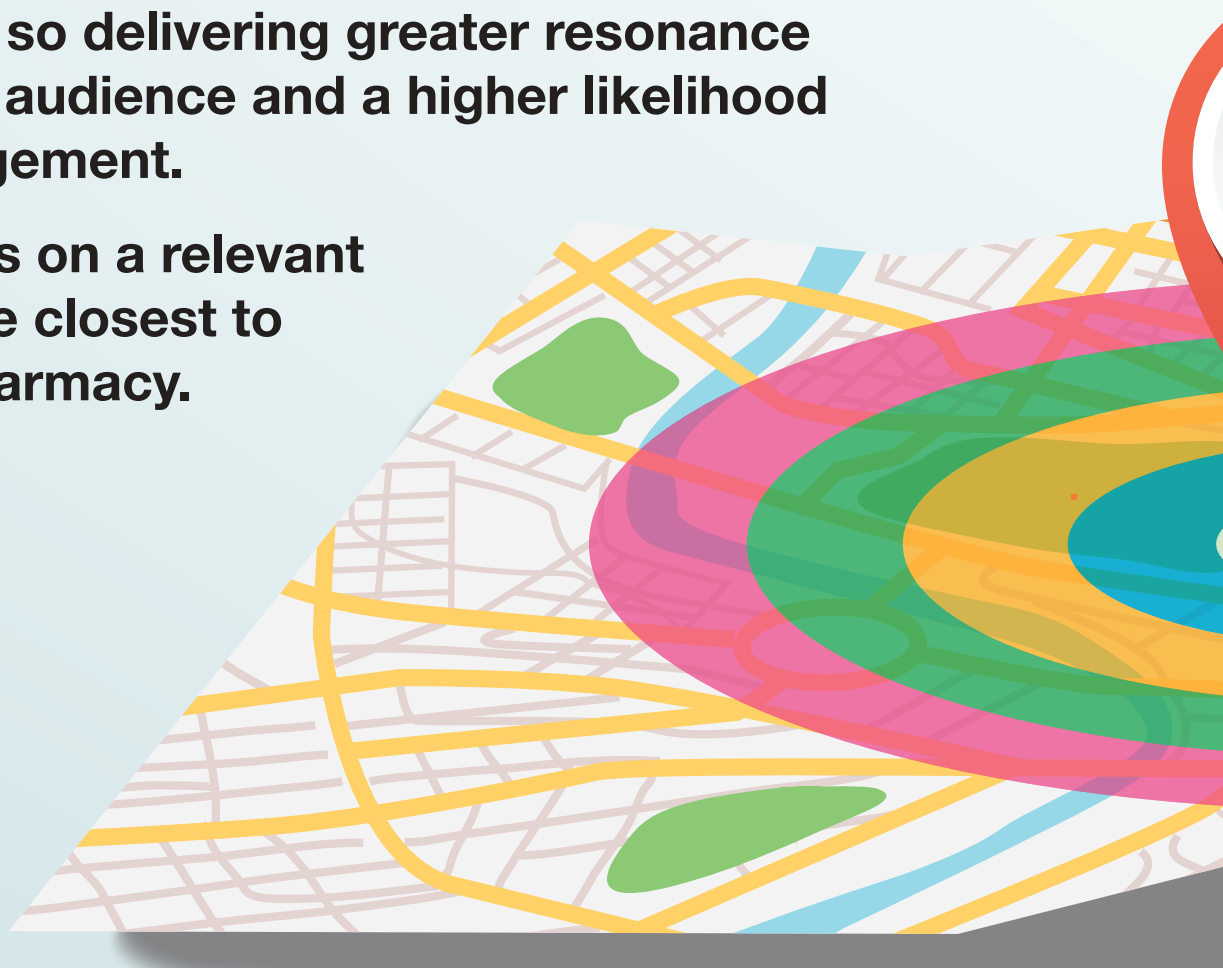 so delivering greater resonance
audience and a higher likelihood
gement.
s on a relevant
e closest to
armacy.